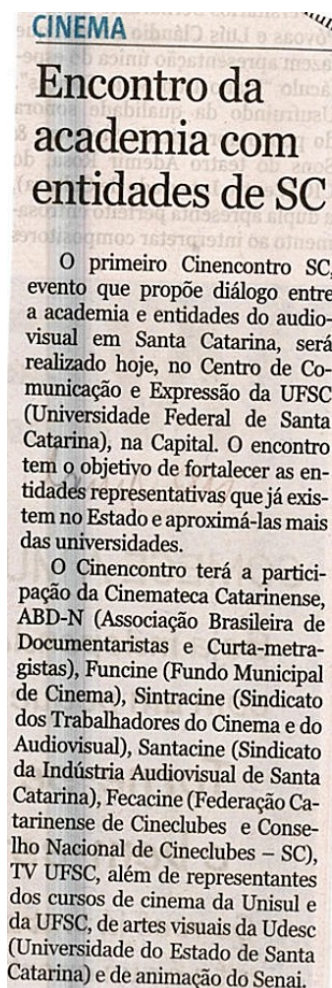 CINEMA
Encontro da
academia com
entidades de SC
O primeiro Cinencontro SC,
evento que propõe diálogo entre
a academia e entidades do audio-
visual em Santa Catarina, será
realizado hoje, no Centro de Co-
municação e Expressão da UFSC
(Universidade Federal de Santa
Catarina), na Capital. O encontro
tem o objetivo de fortalecer as en-
tidades representativas que já exis-
tem no Estado e aproximá-las mais
das universidades.
O Cinencontro terá a partici-
pação da Cinemateca Catarinense,
ABD-N (Associação Brasileira de
Documentaristas e Curta-metra-
gistas), Funcine (Fundo Municipal
de Cinema), Sintracine (Sindicato
dos Trabalhadores do Cinema e do
Audiovisual), Santacine (Sindicato
da Indústria Audiovisual de Santa
Catarina), Fecacine (Federação Ca-
tarinense de Cineclubes e Conse-
lho Nacional de Cineclubes – SC),
TV UFSC, além de representantes
dos cursos de cinema da Unisul e
da UFSC, de artes visuais da Udesc
(Universidade do Estado de Santa
Catarina) e de animação do Senai.